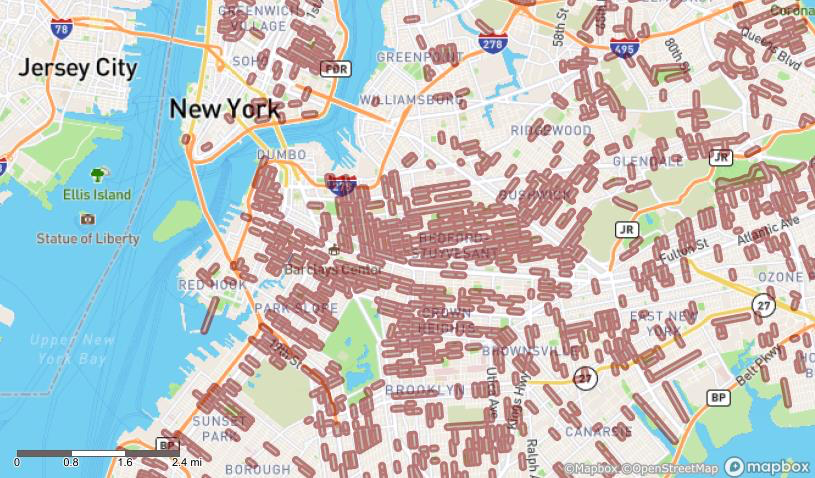 GREENWICH
VILLAGE
1st
78
58th St
Corona
Queens Blvd
278
495
80th St
SOHO
FDR
GREENPOINT
Jersey City
New York
WILLIAMSBURG
RIDGEWOOD
DUMBO
GLENDALE
JR
278
Ellis Island
BUSHWICK
Statue of Liberty
BEDFORD-
STUYVESANT
JR
Atlantic Ave
Fulton St
Barclays Center
RED HOOK
OZONE
PARK SLOPE
27
CROWN
HEIGHTS
EAST NEW
YORK
Upper New
York Bay
17th St
BROWNSVILLE
Belt Pkwy
27
BROOKLYN
Utica Ave
Kings Hwy
BP
SUNSET
PARK
CANARSIE
BP
Ralph A
BOROUGH
0 0.8 1.6 2.4 mi
©Mapbox ©OpenStreetMap
mapbox